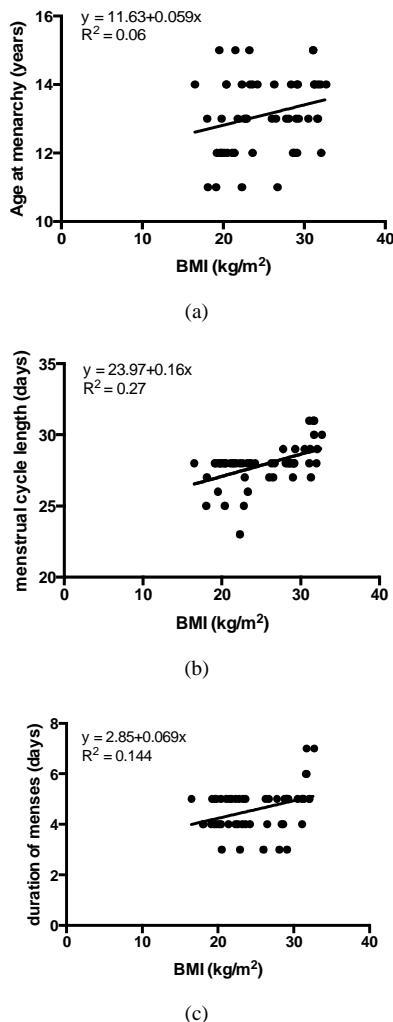 y = 11.63+0.059x
R² = 0.06
Age at menarchy (years)
16
14
12
10
0
10
20
30
40
BMI (kg/m²)
(a)
y = 23.97+0.16x
R² = 0.27
menstrual cycle length (days)
35
30
25
20
0
10
20
30
40
BMI (kg/m²)
(b)
y = 2.85+0.069x
R² = 0.144
duration of menses (days)
8
6
4
2
0
0
10
20
30
40
BMI (kg/m²)
(c)